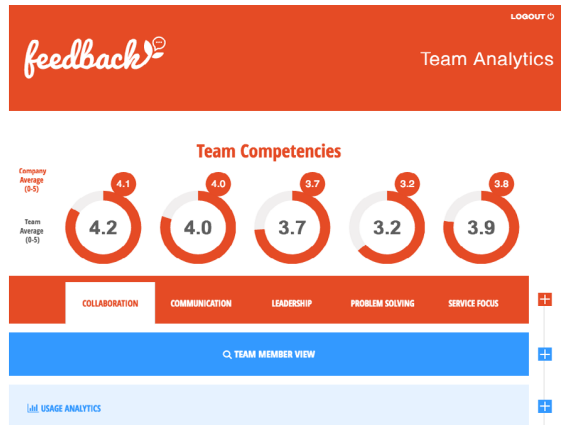 LOGOUT
feedback
Team Analytics
Team Competencies
Company
Average
(0-5)
4.1
4.0
3.7
3.2
3.8
Team
Average
(0-5)
4.2
4.0
3.7
3.2
3.9
COLLABORATION
COMMUNICATION
LEADERSHIP
PROBLEM SOLVING
SERVICE FOCUS
TEAM MEMBER VIEW
USAGE ANALYTICS